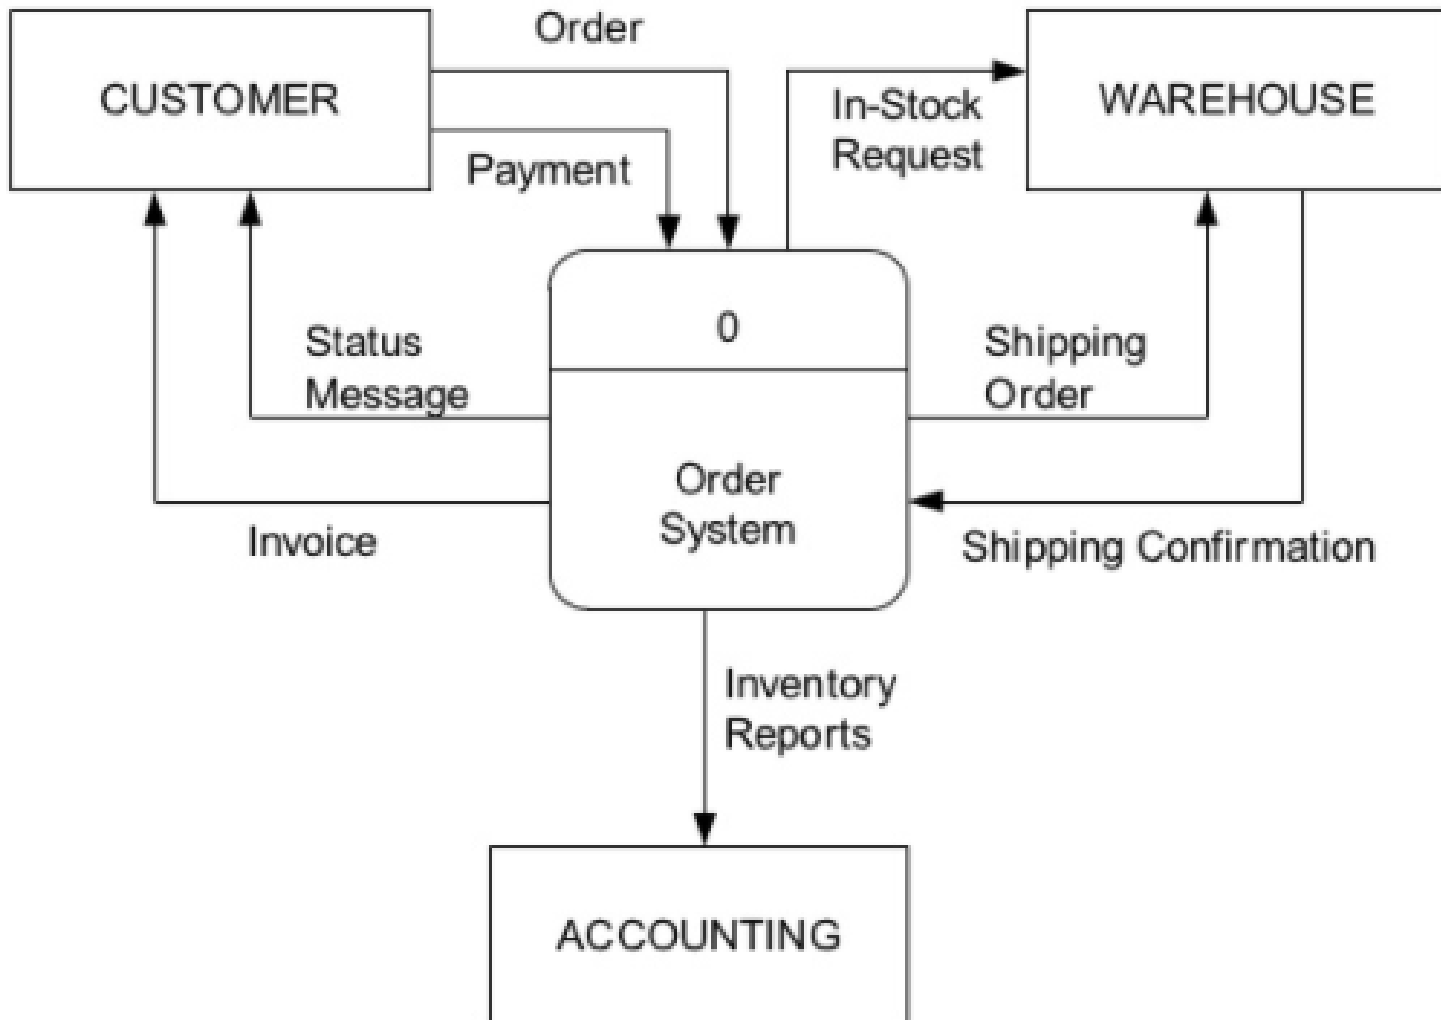 Order
CUSTOMER
In-Stock
Request
WAREHOUSE
Payment
0
Status
Message
Shipping
Order
Order
System
Invoice
Shipping Confirmation
Inventory
Reports
ACCOUNTING